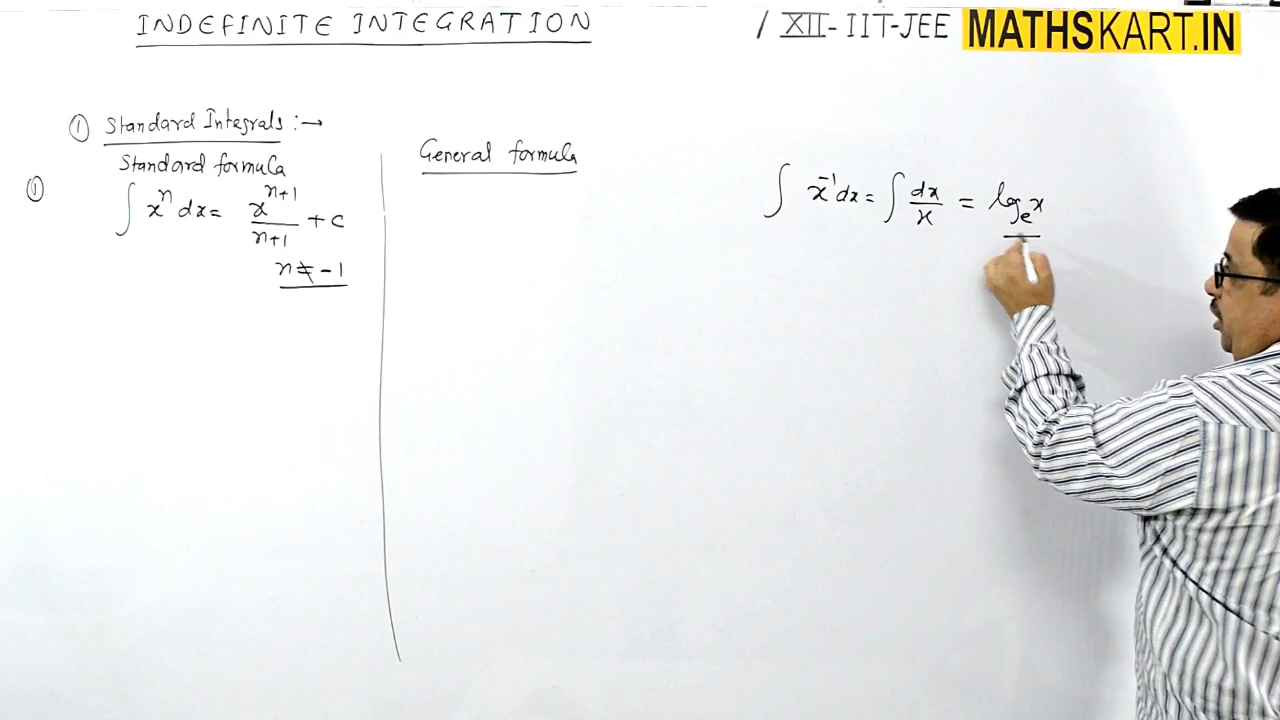 INDEFINITE INTEGRATION
/ XII - IIT-JEE MATHSKART.IN
① Standard Integrals :→
Standard formula
General formula
① ∫ xⁿ dx = xⁿ⁺¹/n+1 + c
n ≠ -1
∫ x⁻¹ dx = ∫ dx/x = logₑx